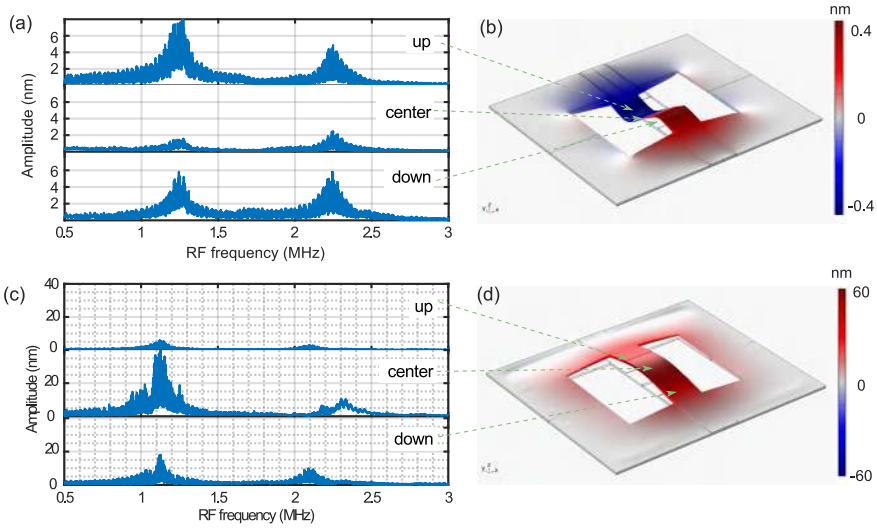 (a)
6
4
2
up
6
4
2
center
6
4
2
down
Amplitude (nm)
0.5 1 1.5 2 2.5 3
RF frequency (MHz)
(b)
nm
0.4
0
-0.4
(c)
40
20
0
up
20
0
center
20
0
down
Amplitude (nm)
0.5 1 1.5 2 2.5 3
RF frequency (MHz)
(d)
nm
60
0
-60